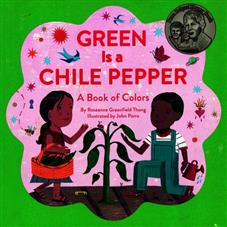 GREEN
Is a
CHILE PEPPER
A Book of Colors
By Roseanne Greenfield Thong
Illustrated by John Parra